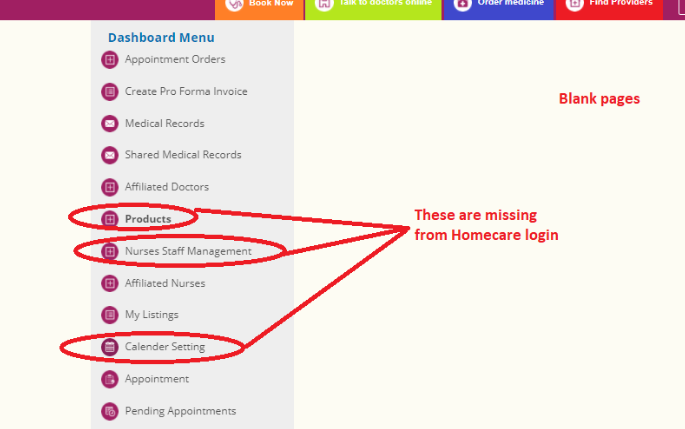 Book Now
Talk to doctors online
Order medicine
Find Providers
Dashboard Menu
Appointment Orders
Create Pro Forma Invoice
Medical Records
Shared Medical Records
Affiliated Doctors
Products
Nurses Staff Management
Affiliated Nurses
My Listings
Calender Setting
Appointment
Pending Appointments
Blank pages
These are missing
from Homecare login